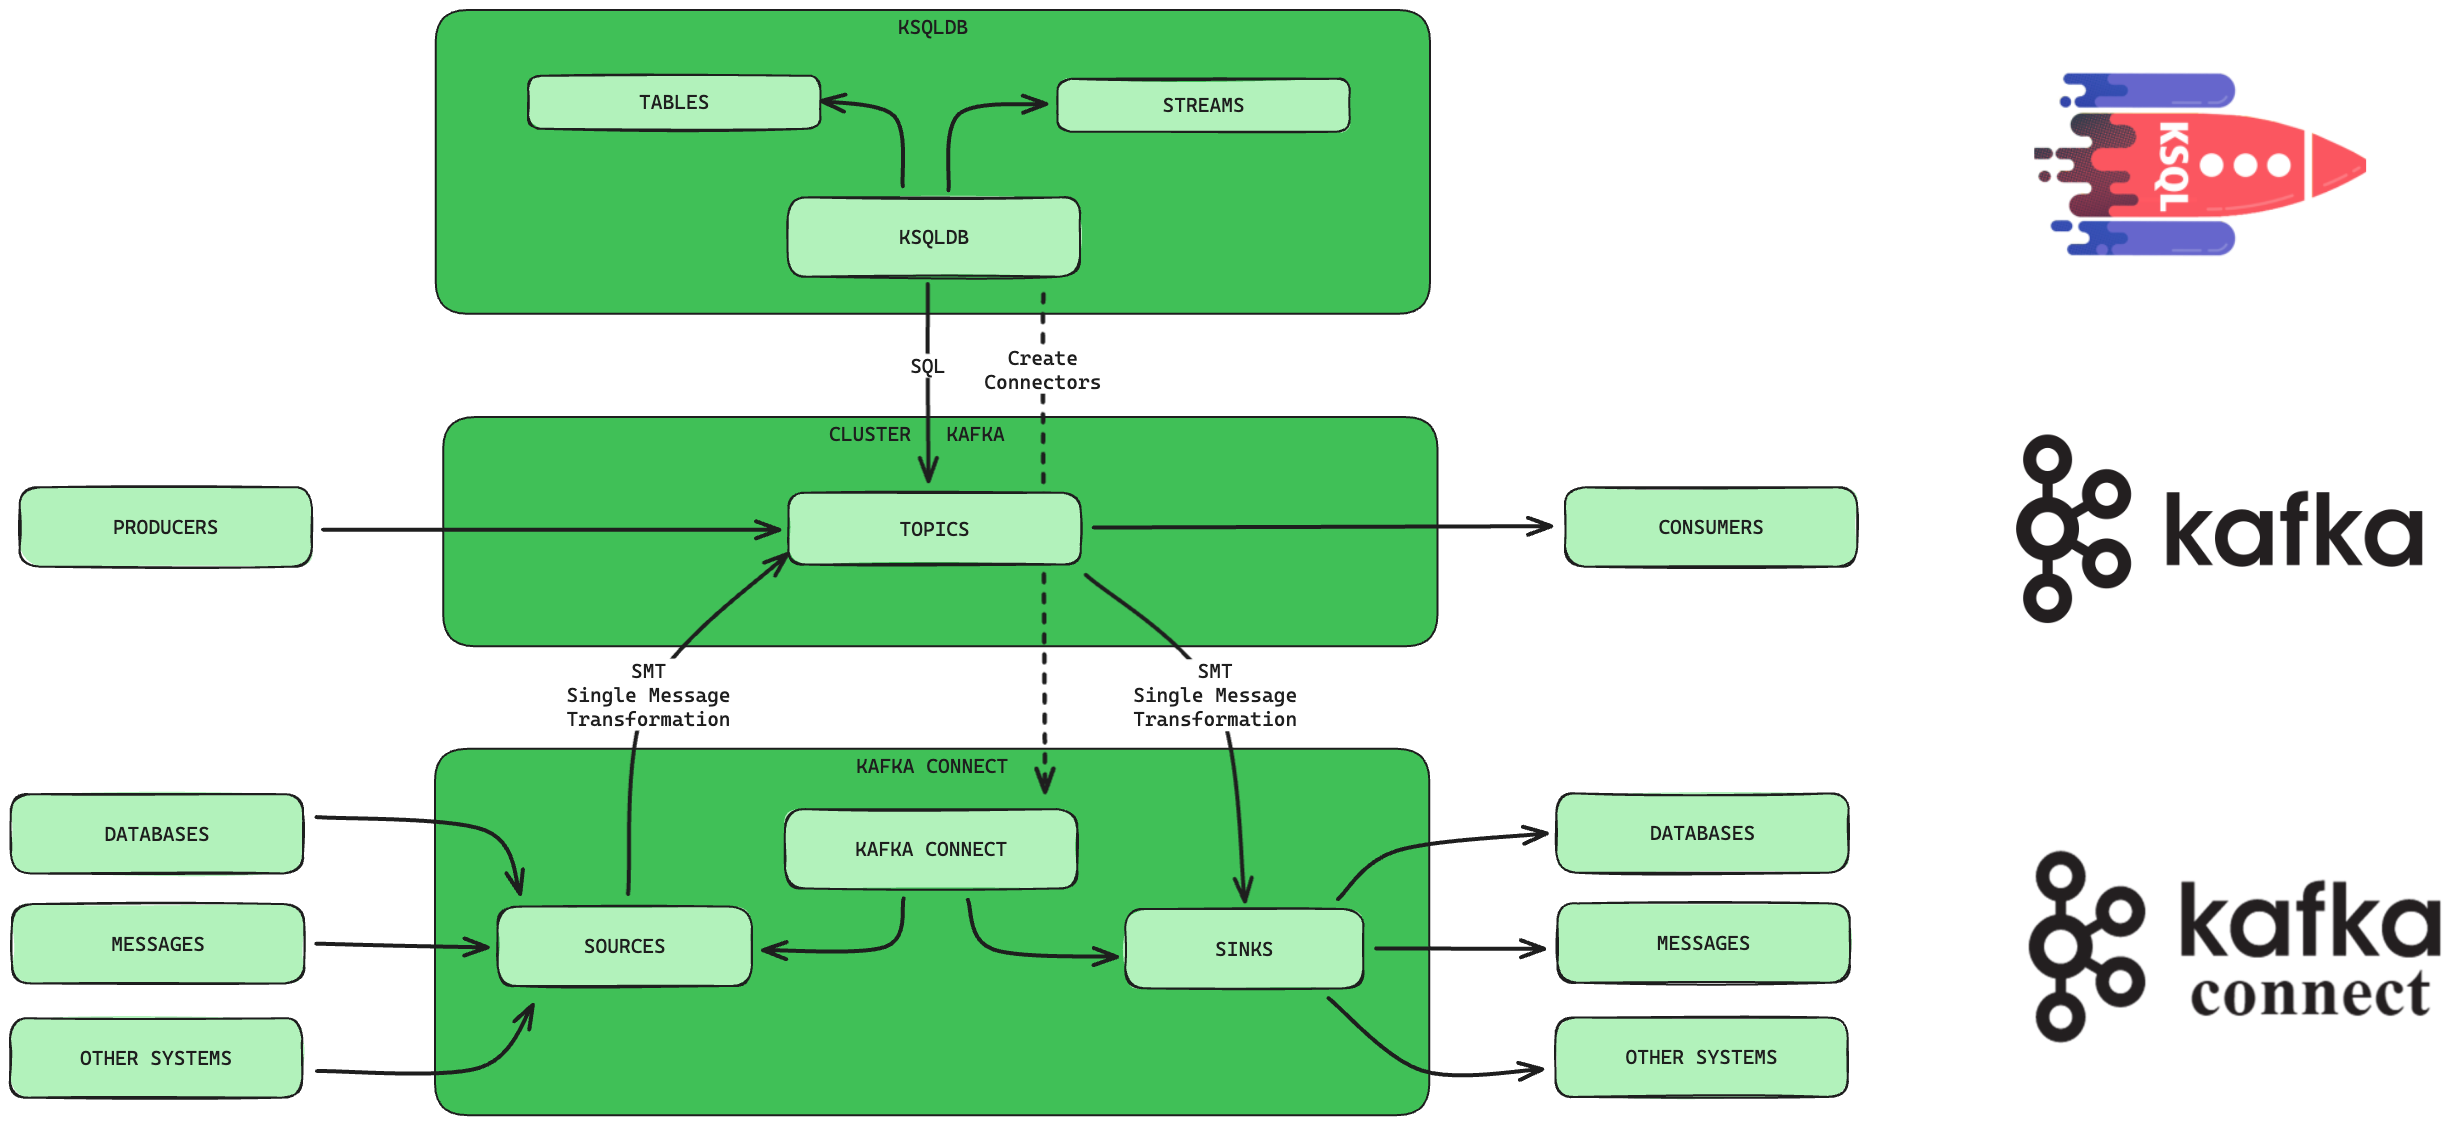 KSQLDB
TABLES
STREAMS
KSQLDB
KSQL
SQL
Create
Connectors
CLUSTER KAFKA
PRODUCERS
TOPICS
CONSUMERS
kafka
SMT
Single Message
Transformation
SMT
Single Message
Transformation
KAFKA CONNECT
DATABASES
KAFKA CONNECT
DATABASES
MESSAGES
SOURCES
SINKS
MESSAGES
kafka
connect
OTHER SYSTEMS
OTHER SYSTEMS